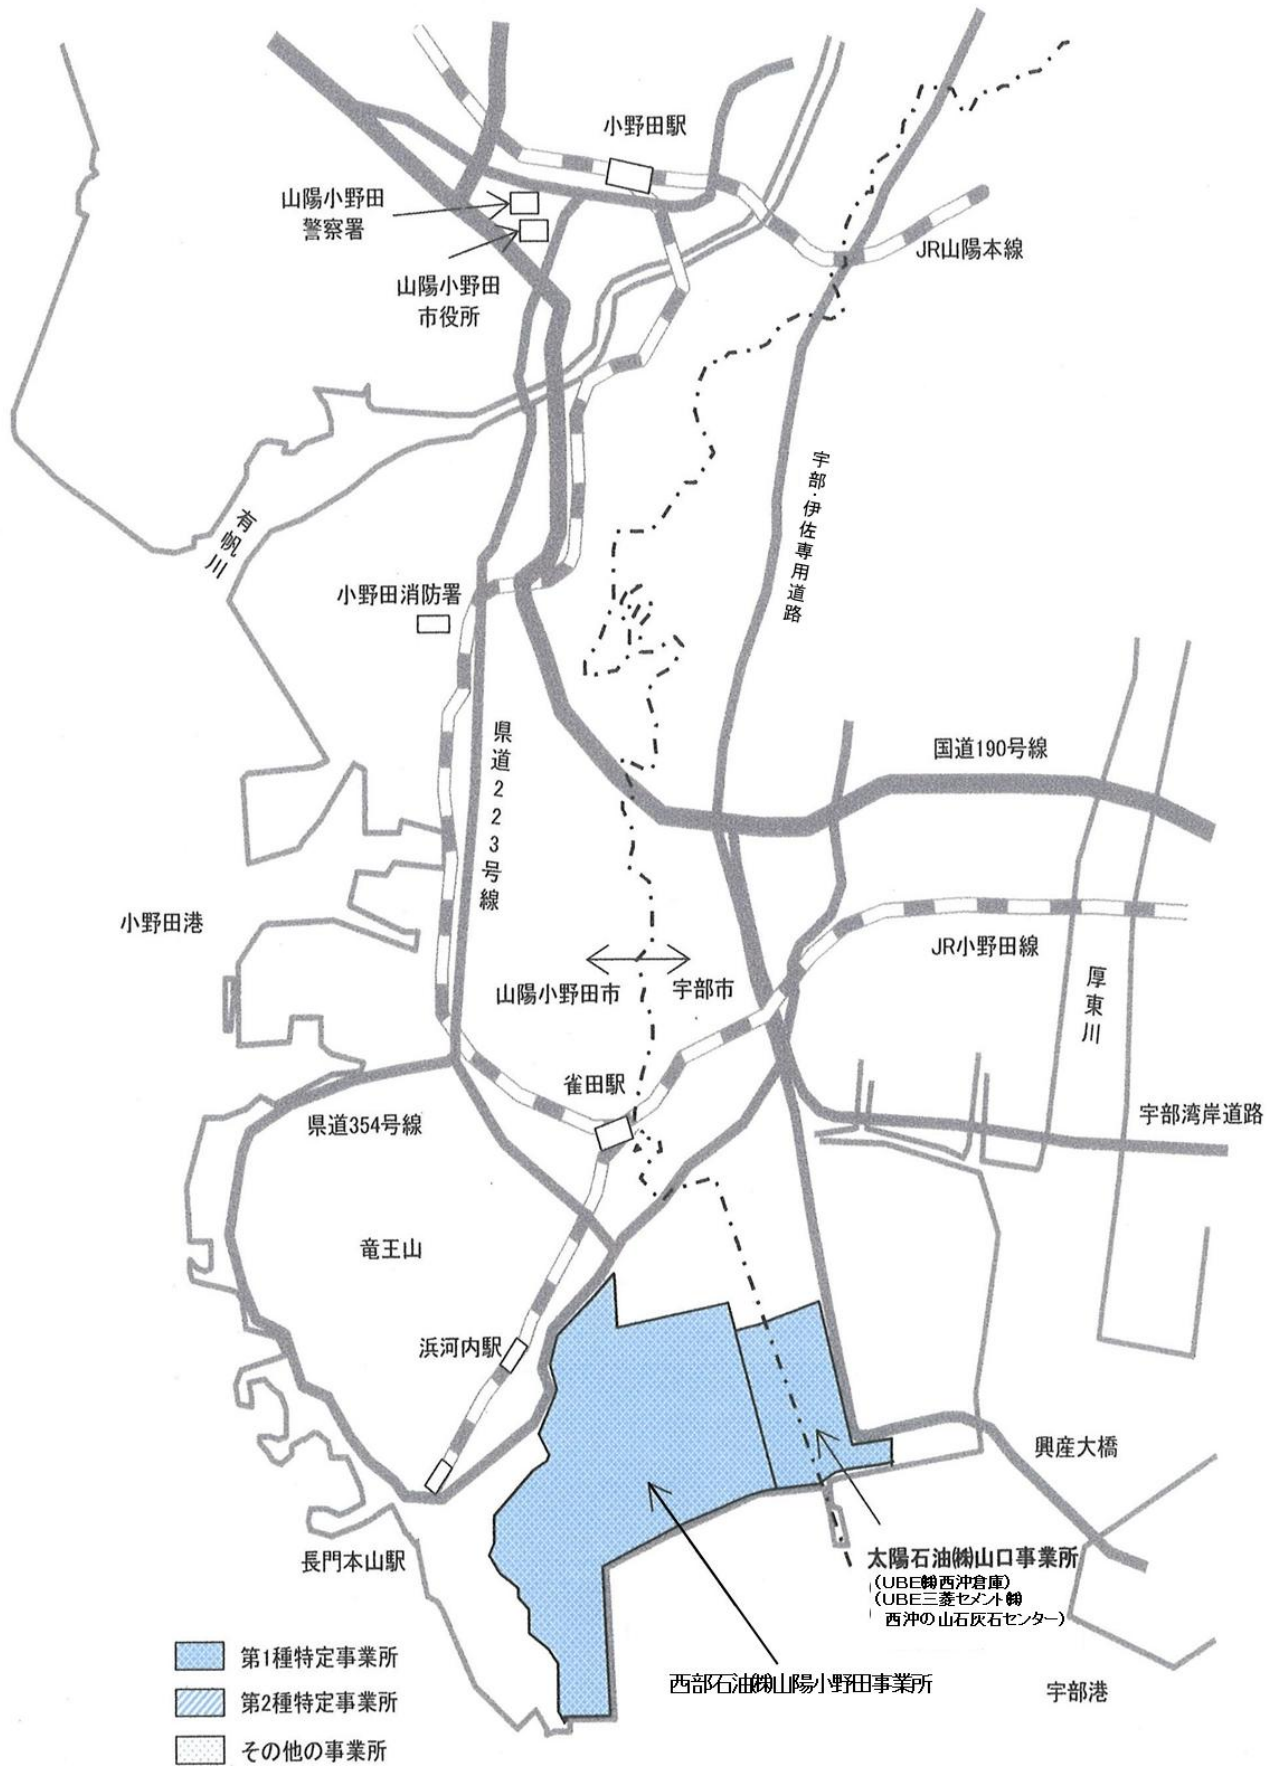 小野田駅
山陽小野田
警察署
山陽小野田
市役所
JR山陽本線
宇部・伊佐専用道路
有帆川
小野田消防署
県道223号線
国道190号線
小野田港
JR小野田線
山陽小野田市
宇部市
厚東川
雀田駅
県道354号線
宇部湾岸道路
竜王山
浜河内駅
興産大橋
長門本山駅
太陽石油㈱山口事業所
(UBE㈱西沖倉庫)
(UBE三菱セメント㈱
西沖の山石灰石センター)
西部石油㈱山陽小野田事業所
宇部港
第1種特定事業所
第2種特定事業所
その他の事業所